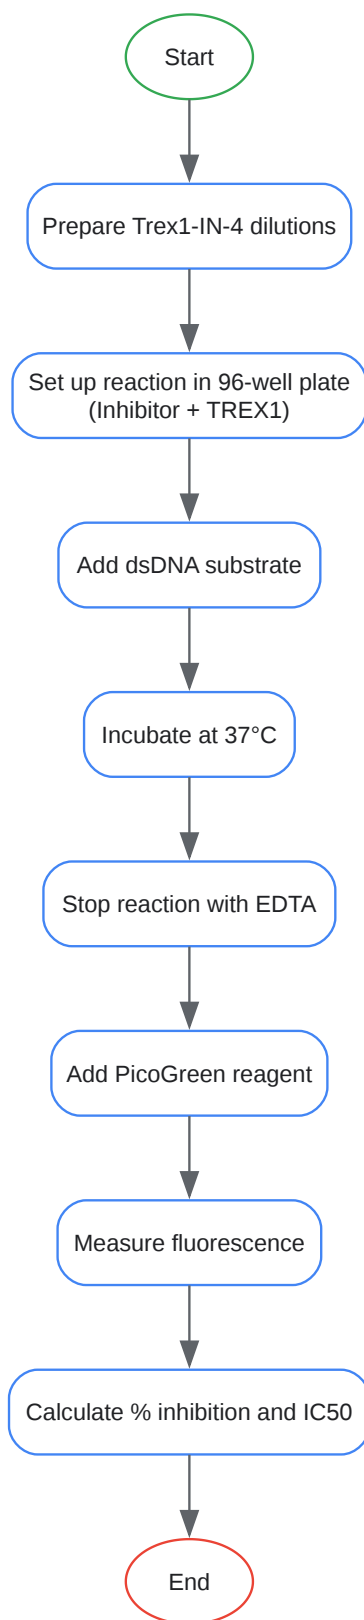 Start
Prepare Trex1-IN-4 dilutions
Set up reaction in 96-well plate
(Inhibitor + TREX1)
Add dsDNA substrate
Incubate at 37°C
Stop reaction with EDTA
Add PicoGreen reagent
Measure fluorescence
Calculate % inhibition and IC50
End